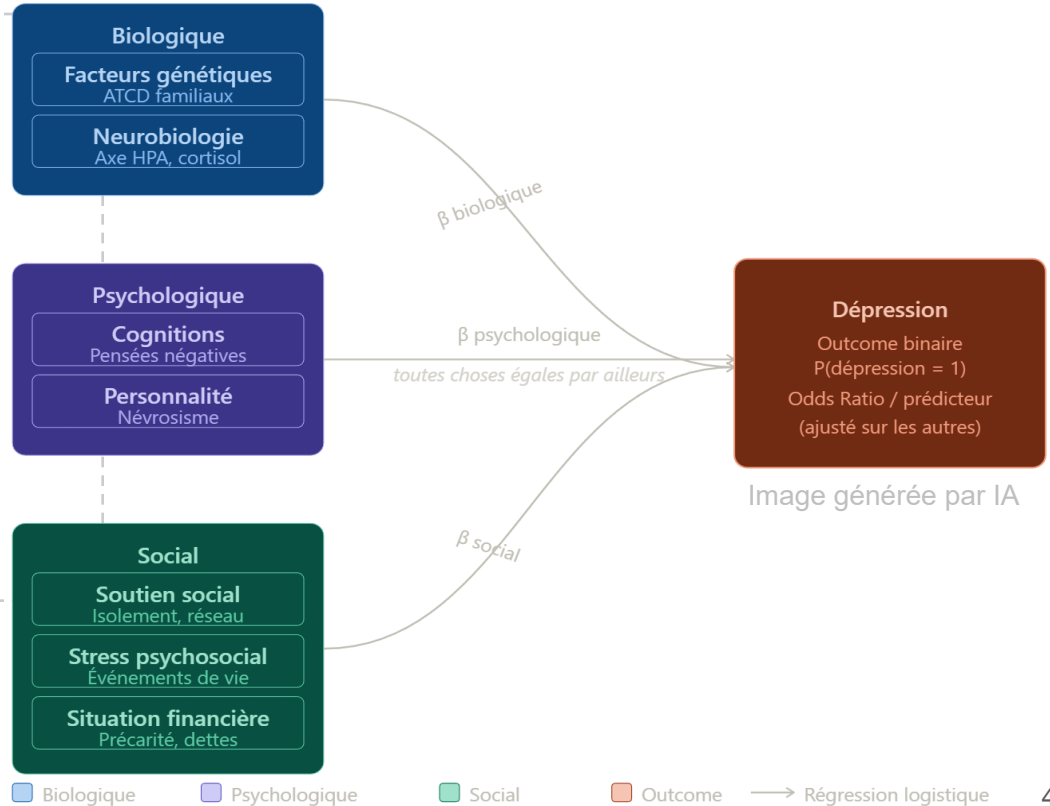 Biologique
Facteurs génétiques
ATCD familiaux
Neurobiologie
Axe HPA, cortisol
β biologique
Psychologique
Cognitions
Pensées négatives
Personnalité
Névrosisme
β psychologique
toutes choses égales par ailleurs
Dépression
Outcome binaire
P(dépression = 1)
Odds Ratio / prédicteur
(ajusté sur les autres)
Image générée par IA
Social
Soutien social
Isolement, réseau
Stress psychosocial
Événements de vie
Situation financière
Précarité, dettes
β social
Biologique
Psychologique
Social
Outcome
Régression logistique